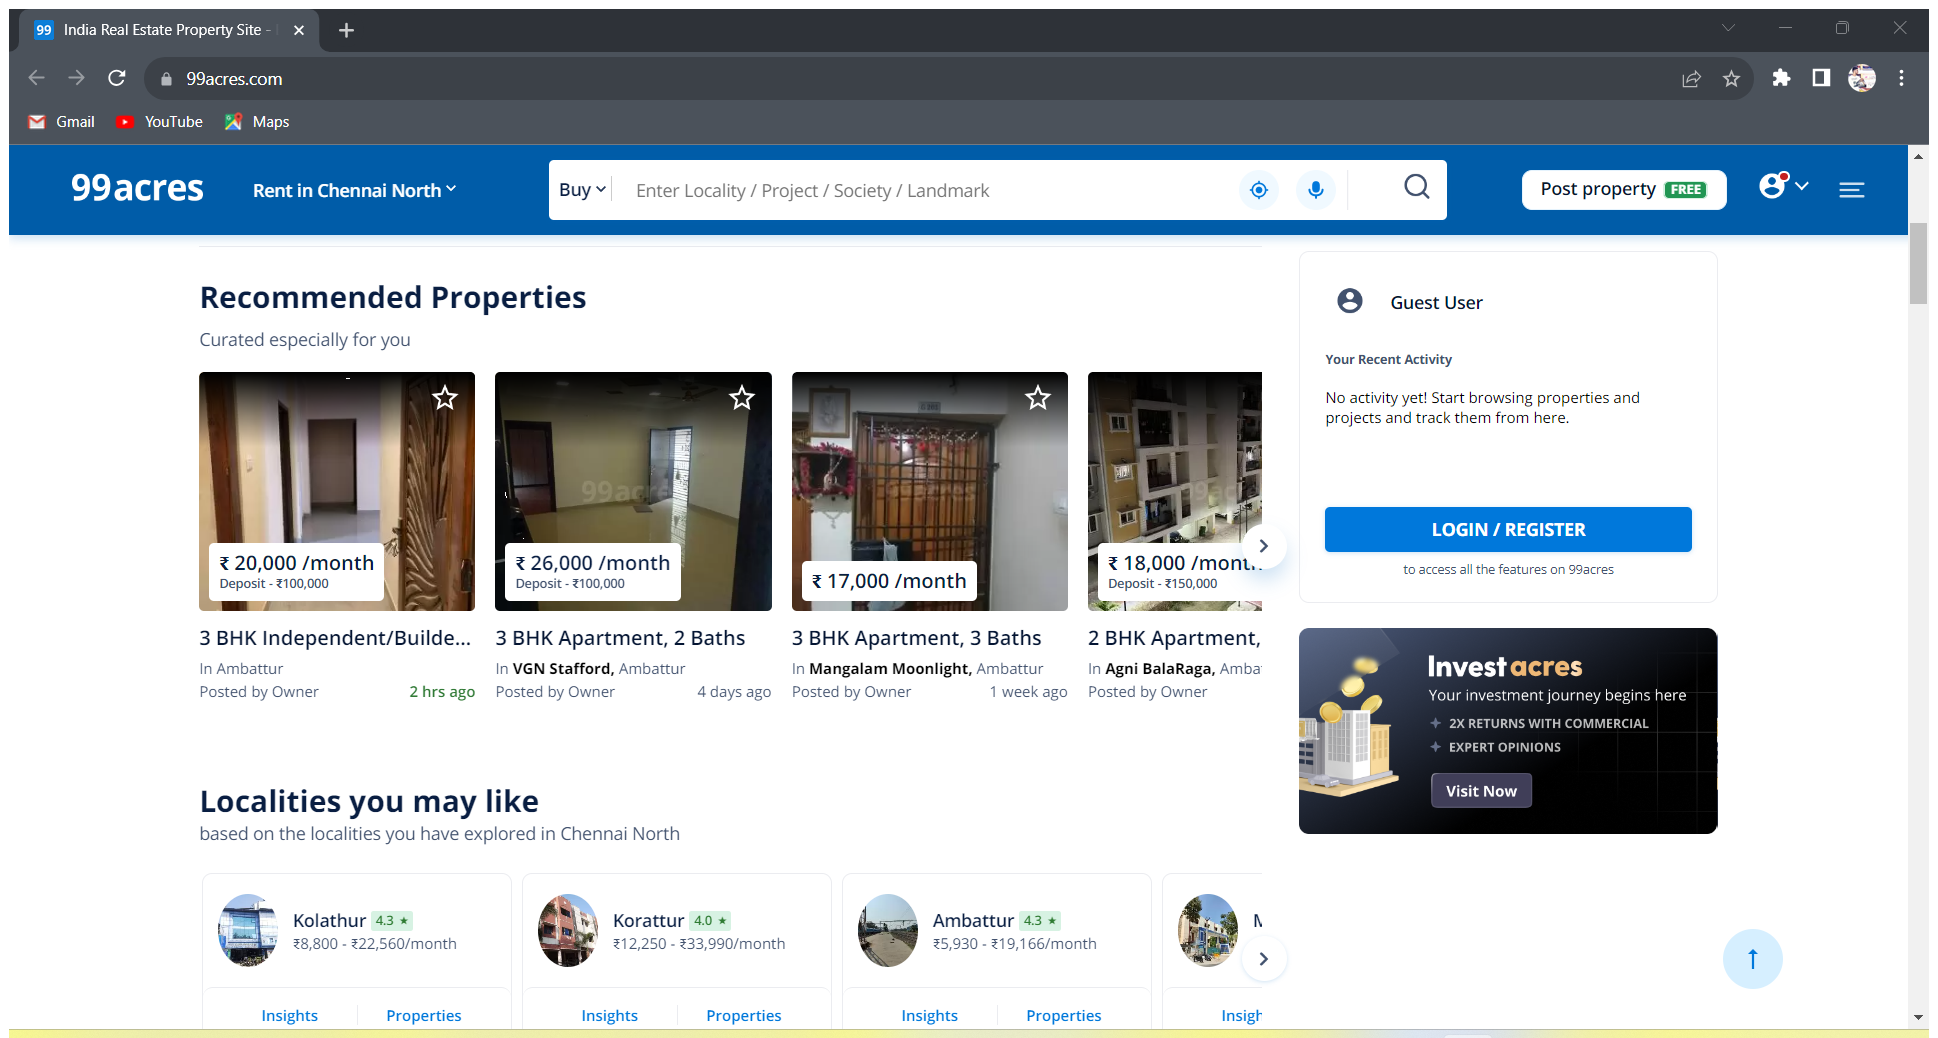 99 India Real Estate Property Site -
99acres.com
Gmail YouTube Maps
99acres Rent in Chennai North Buy Enter Locality / Project / Society / Landmark Post property FREE
Recommended Properties
Curated especially for you
₹ 20,000 /month
Deposit - ₹100,000
3 BHK Independent/Builde...
In Ambattur
Posted by Owner 2 hrs ago
99acres
₹ 26,000 /month
Deposit - ₹100,000
3 BHK Apartment, 2 Baths
In VGN Stafford, Ambattur
Posted by Owner 4 days ago
₹ 17,000 /month
3 BHK Apartment, 3 Baths
In Mangalam Moonlight, Ambattur
Posted by Owner 1 week ago
₹ 18,000 /month
Deposit - ₹150,000
2 BHK Apartment,
In Agni BalaRaga, Amba
Posted by Owner
Guest User
Your Recent Activity
No activity yet! Start browsing properties and
projects and track them from here.
LOGIN / REGISTER
to access all the features on 99acres
Investacres
Your investment journey begins here
2X RETURNS WITH COMMERCIAL
EXPERT OPINIONS
Visit Now
Localities you may like
based on the localities you have explored in Chennai North
Kolathur 4.3 ★
₹8,800 - ₹22,560/month
Insights Properties
Korattur 4.0 ★
₹12,250 - ₹33,990/month
Insights Properties
Ambattur 4.3 ★
₹5,930 - ₹19,166/month
Insights Properties
M
Insigh